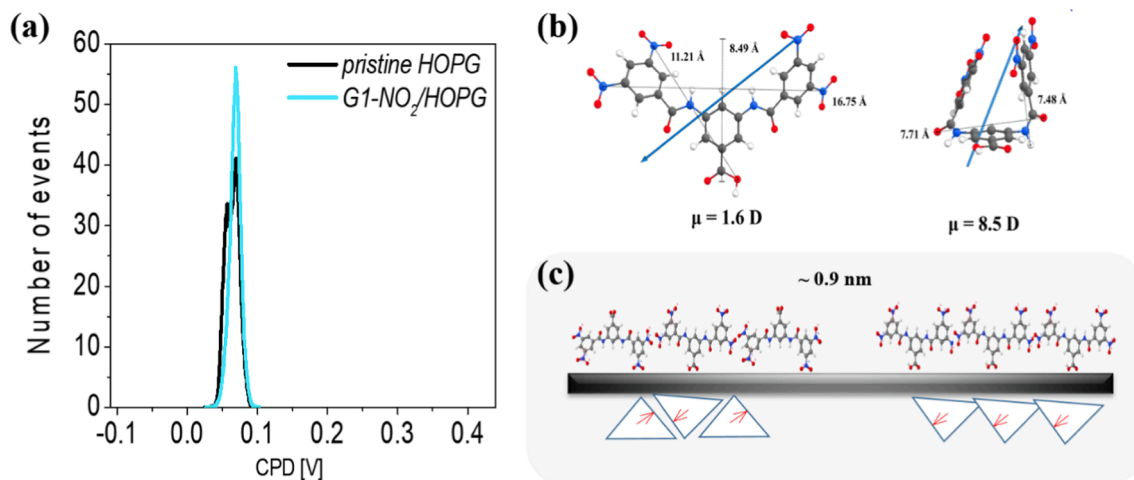 (a)
60
50
40
30
20
10
0
Number of events
pristine HOPG
G1-NO₂/HOPG
-0.1 0.0 0.1 0.2 0.3 0.4
CPD [V]
(b)
11.21 Å
8.49 Å
16.75 Å
μ = 1.6 D
7.48 Å
7.71 Å
μ = 8.5 D
(c)
~ 0.9 nm